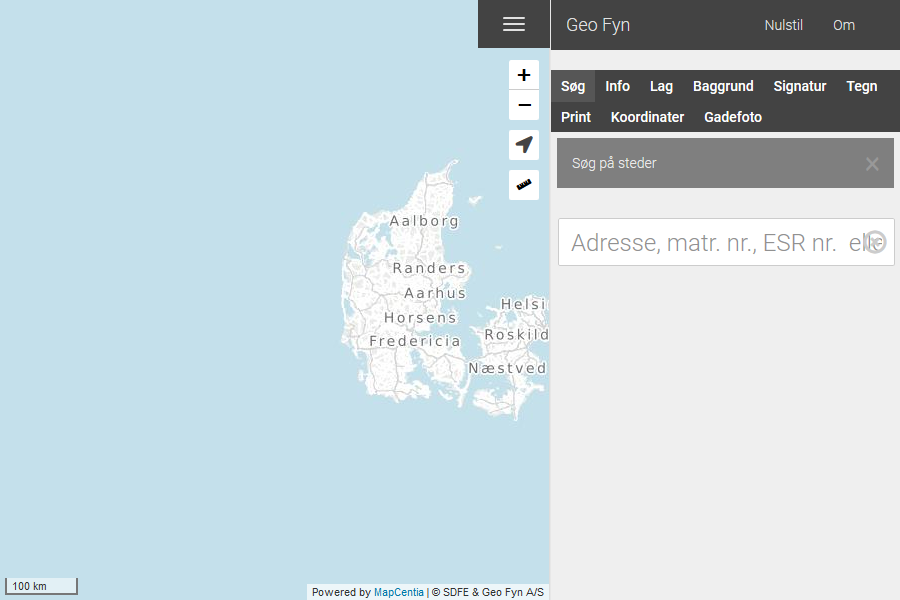 Geo Fyn Nulstil Om
Søg Info Lag Baggrund Signatur Tegn
Print Koordinater Gadefoto
Søg på steder
Adresse, matr. nr., ESR nr.
+
−
Aalborg
Randers
Aarhus
Helsi
Horsens
Roskild
Fredericia
Næstved
100 km
Powered by MapCentia | © SDFE & Geo Fyn A/S